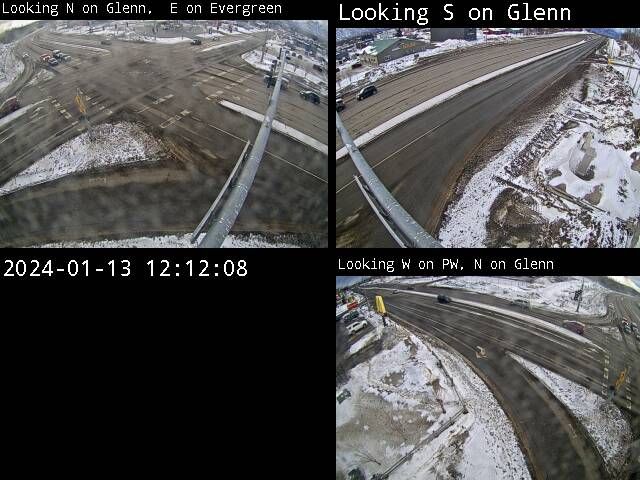 Looking N on Glenn,  E on Evergreen
Looking S on Glenn
2024-01-13 12:12:08
Looking W on PW, N on Glenn